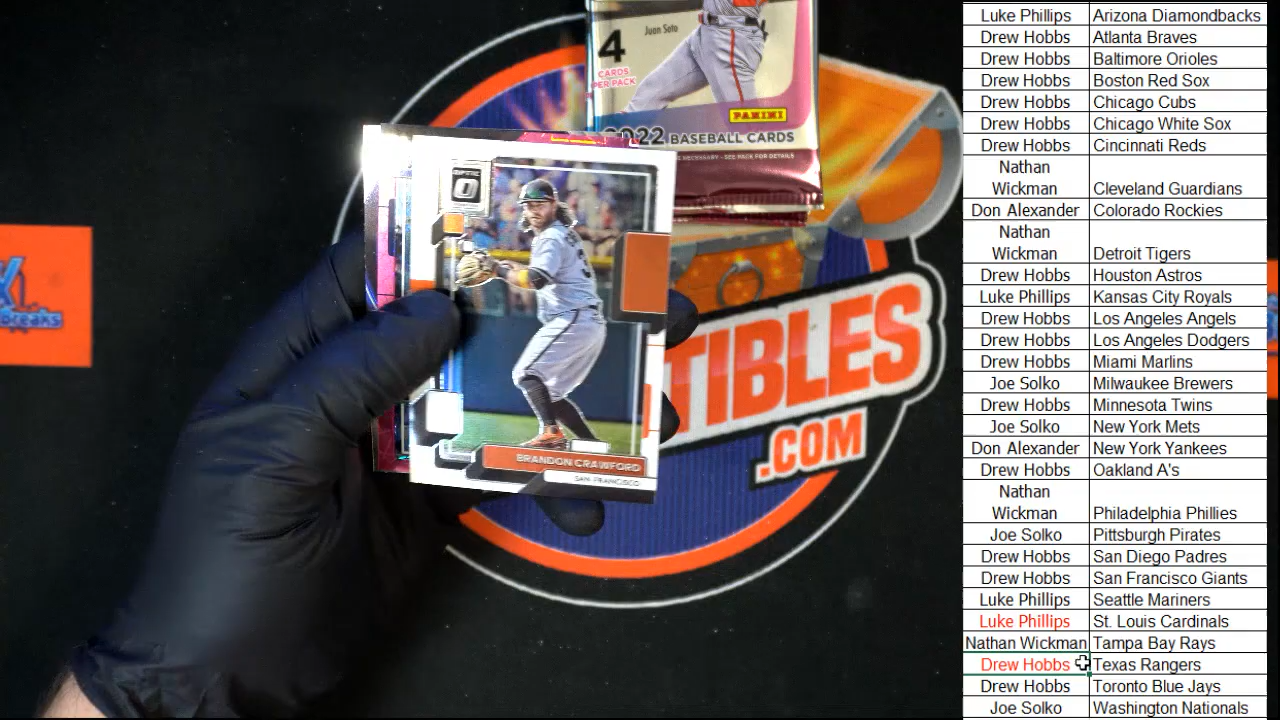 Juan Soto
4
CARDS
PER PACK
PANINI
2022 BASEBALL CARDS
NECESSARY - SEE PACK FOR DETAILS
OPTIC
BRANDON CRAWFORD
SAN FRANCISCO
TIBLES
.COM
X
breaks
Luke Phillips Arizona Diamondbacks
Drew Hobbs Atlanta Braves
Drew Hobbs Baltimore Orioles
Drew Hobbs Boston Red Sox
Drew Hobbs Chicago Cubs
Drew Hobbs Chicago White Sox
Drew Hobbs Cincinnati Reds
Nathan
Wickman Cleveland Guardians
Don Alexander Colorado Rockies
Nathan
Wickman Detroit Tigers
Drew Hobbs Houston Astros
Luke Phillips Kansas City Royals
Drew Hobbs Los Angeles Angels
Drew Hobbs Los Angeles Dodgers
Drew Hobbs Miami Marlins
Joe Solko Milwaukee Brewers
Drew Hobbs Minnesota Twins
Joe Solko New York Mets
Don Alexander New York Yankees
Drew Hobbs Oakland A's
Nathan
Wickman Philadelphia Phillies
Joe Solko Pittsburgh Pirates
Drew Hobbs San Diego Padres
Drew Hobbs San Francisco Giants
Luke Phillips Seattle Mariners
Luke Phillips St. Louis Cardinals
Nathan Wickman Tampa Bay Rays
Drew Hobbs Texas Rangers
Drew Hobbs Toronto Blue Jays
Joe Solko Washington Nationals